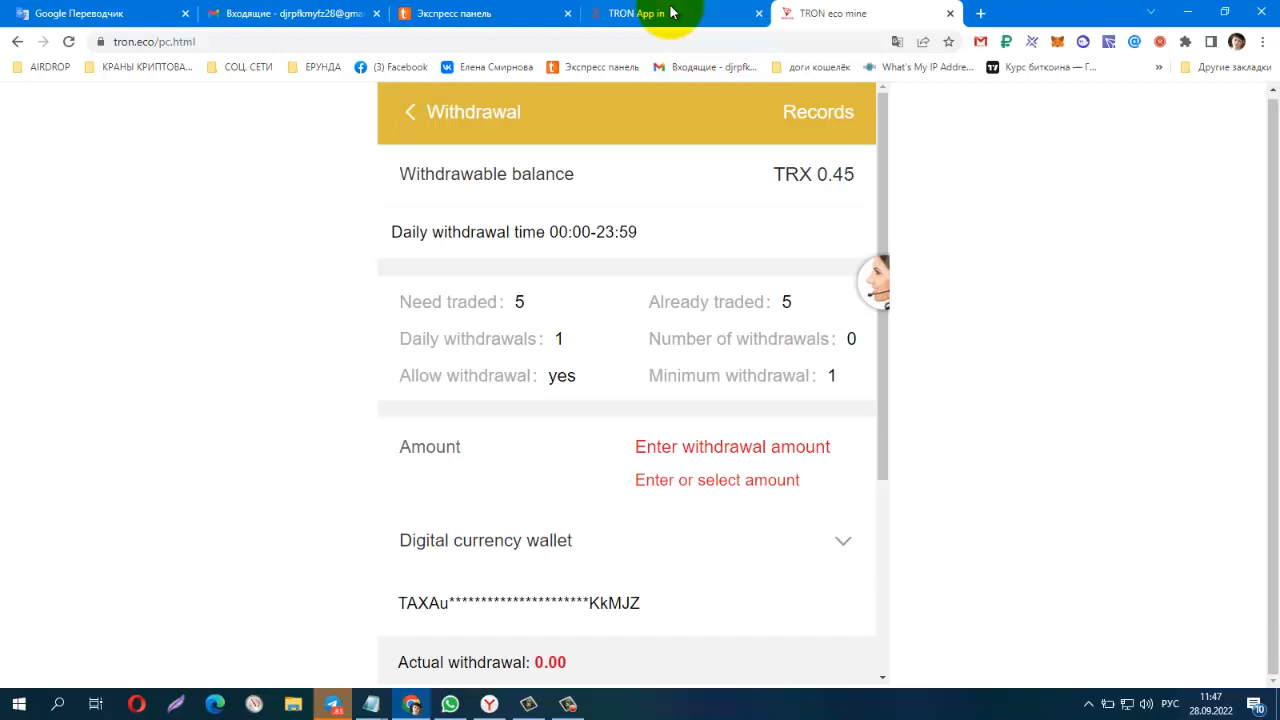 Google Переводчик
Входящие - djrpfkmyfz28@gma
Экспресс панель
TRON App in
TRON eco mine
tron.eco/pc.html
AIRDROP
КРАНЫ КРИПТОВА...
СОЦ. СЕТИ
ЕРУНДА
(3) Facebook
Елена Смирнова
Экспресс панель
Входящие - djrpfk...
доги кошелёк
What's My IP Addre...
Курс биткоина — Г...
»
Другие закладки
Withdrawal
Records
Withdrawable balance
TRX 0.45
Daily withdrawal time 00:00-23:59
Need traded: 5
Already traded: 5
Daily withdrawals: 1
Number of withdrawals: 0
Allow withdrawal: yes
Minimum withdrawal: 1
Amount
Enter withdrawal amount
Enter or select amount
Digital currency wallet
TAXAu**********************KkMJZ
Actual withdrawal: 0.00
РУС
11:47
28.09.2022